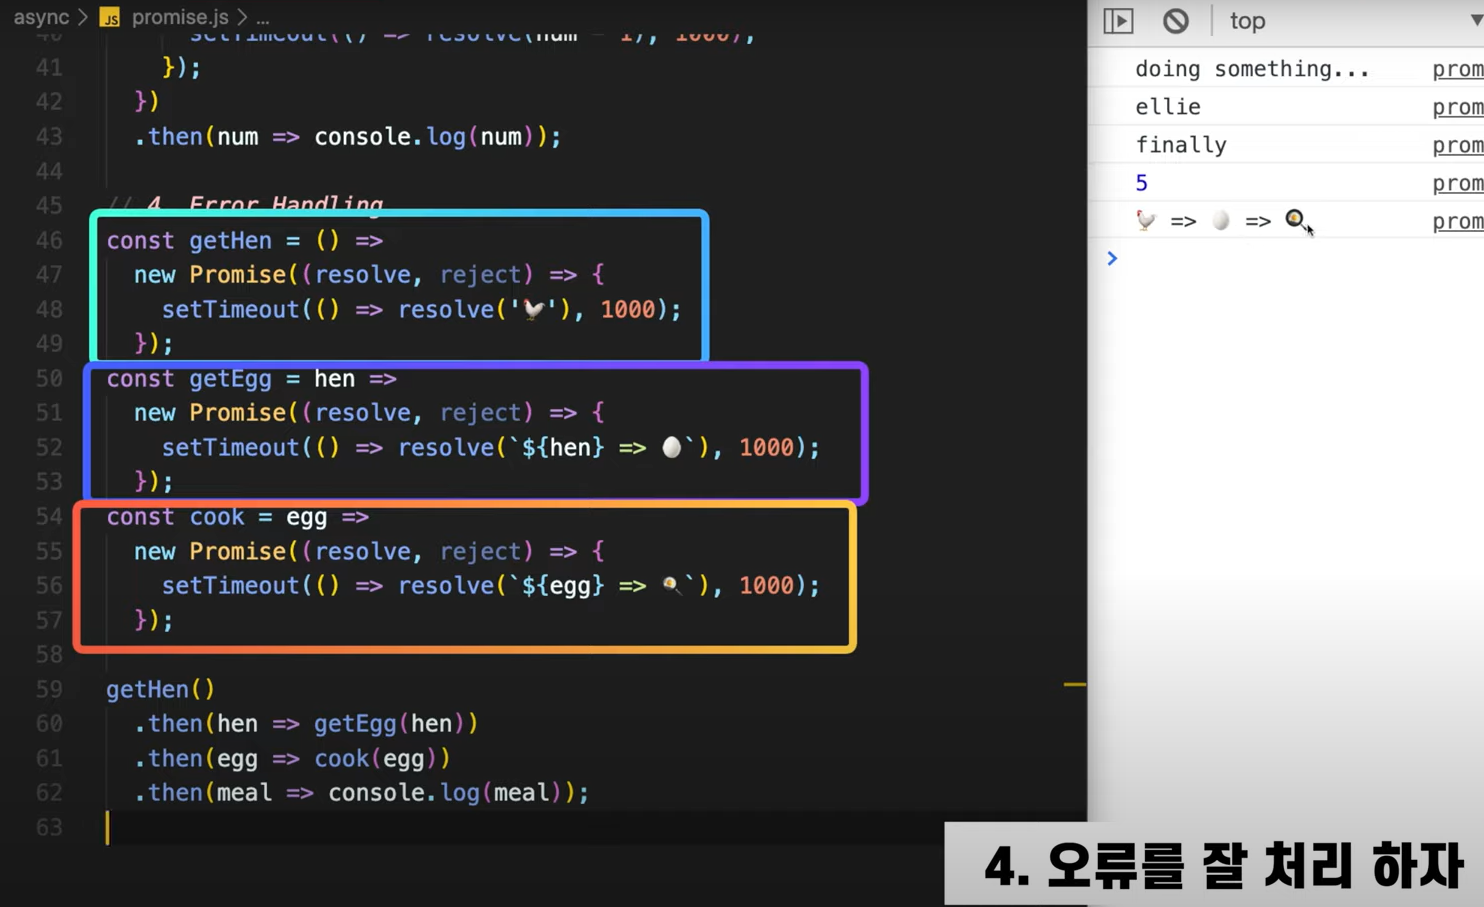 async > JS promise.js > ...
40 setTimeout(() => resolve(num - 1), 1000);
41 });
42 })
43 .then(num => console.log(num));
44
45 // 4. Error Handling
46 const getHen = () =>
47 new Promise((resolve, reject) => {
48 setTimeout(() => resolve('🐓'), 1000);
49 });
50 const getEgg = hen =>
51 new Promise((resolve, reject) => {
52 setTimeout(() => resolve(`${hen} => 🥚`), 1000);
53 });
54 const cook = egg =>
55 new Promise((resolve, reject) => {
56 setTimeout(() => resolve(`${egg} => 🍳`), 1000);
57 });
58
59 getHen()
60 .then(hen => getEgg(hen))
61 .then(egg => cook(egg))
62 .then(meal => console.log(meal));
63
top
doing something... prom
ellie prom
finally prom
5 prom
🐓 => 🥚 => 🍳 prom
>
4. 오류를 잘 처리 하자